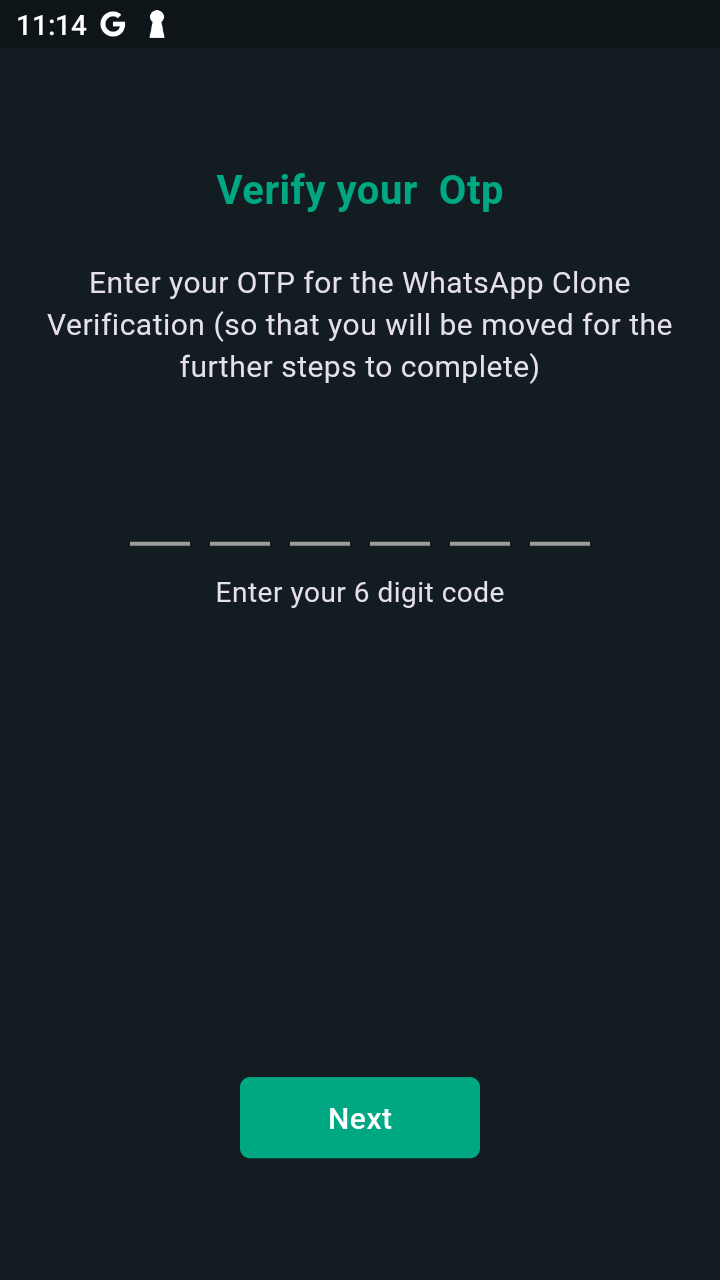 11:14
Verify your  Otp
Enter your OTP for the WhatsApp Clone
Verification (so that you will be moved for the
further steps to complete)
Enter your 6 digit code
Next